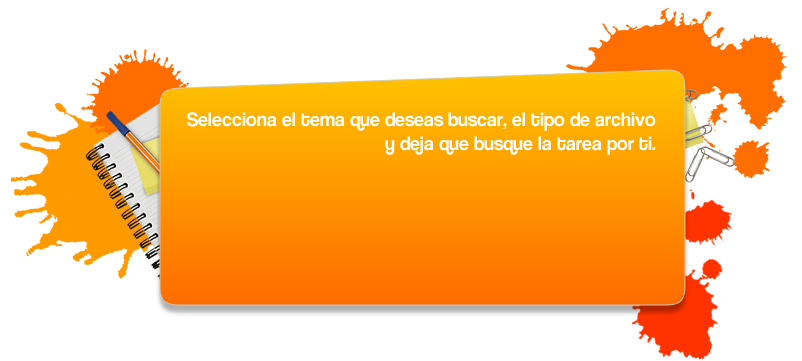 Selecciona el tema que deseas buscar, el tipo de archivo
y deja que busque la tarea por ti.